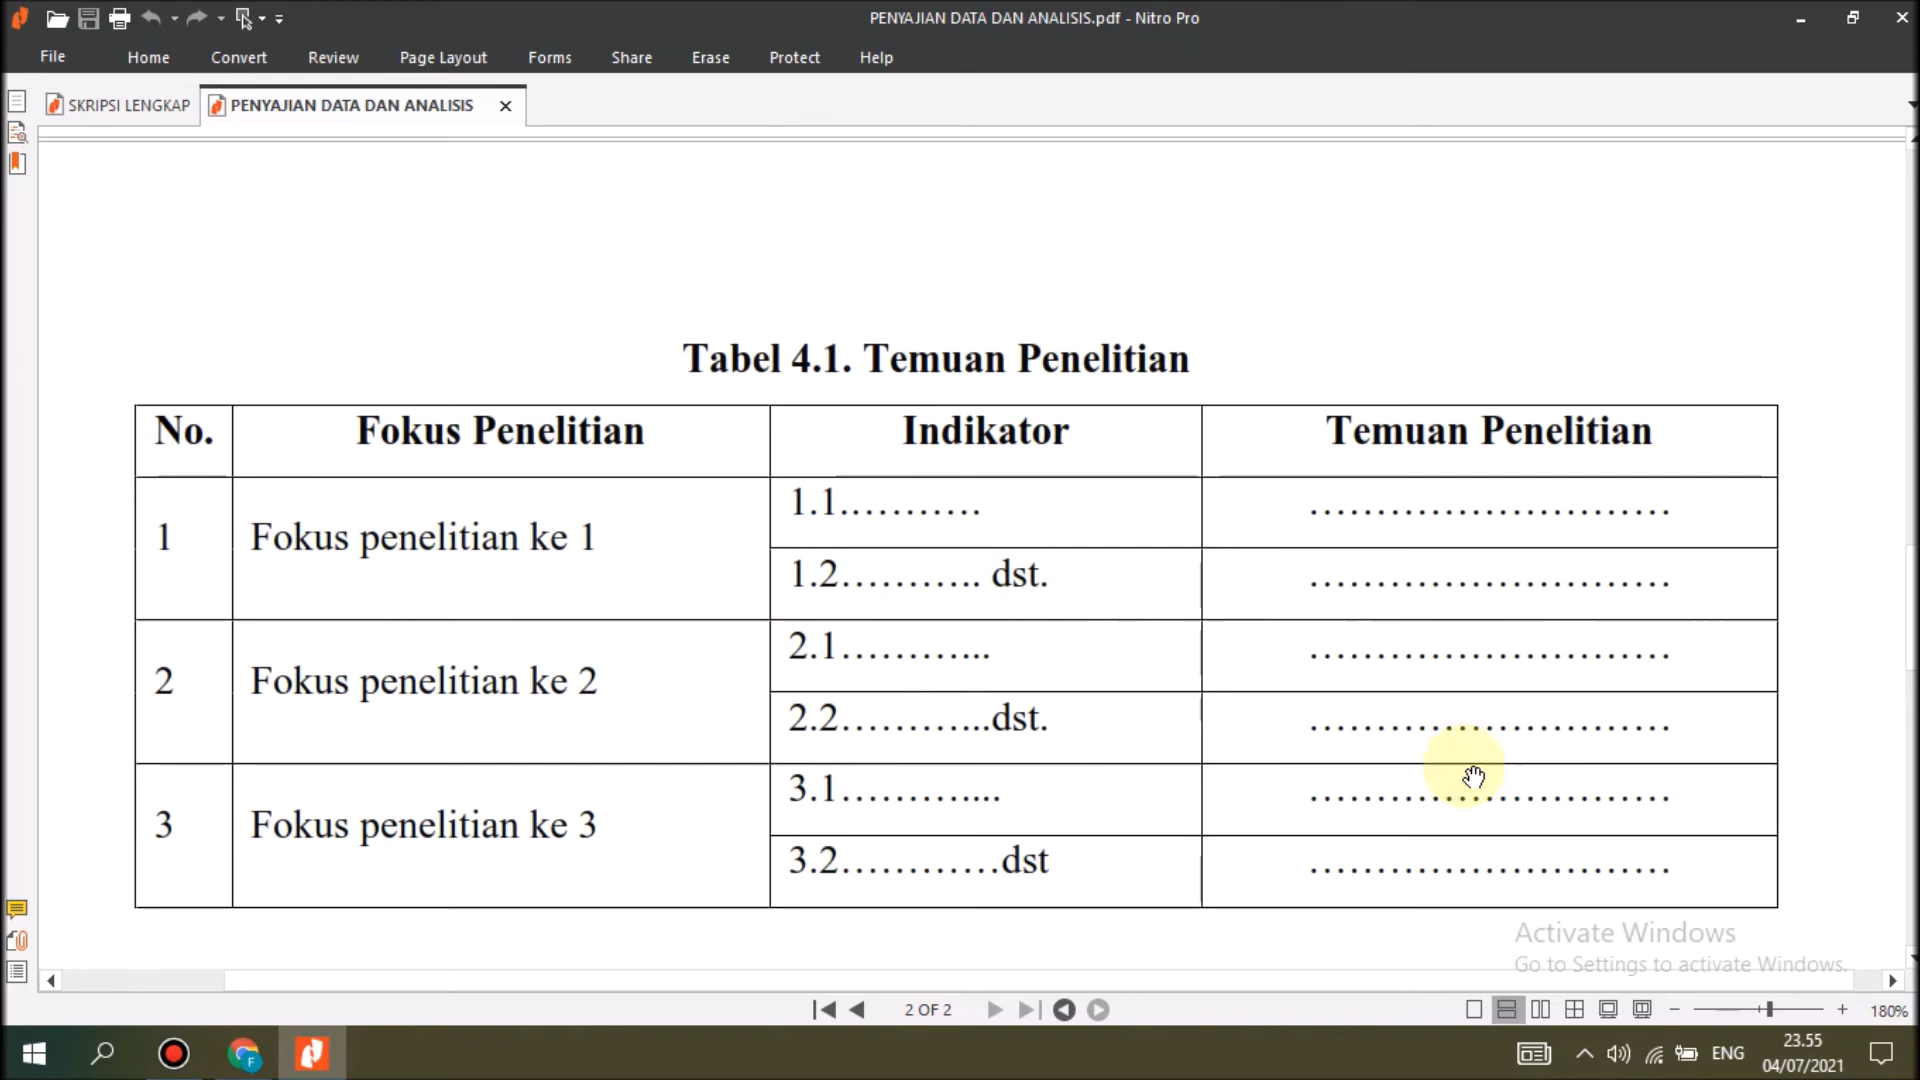 PENYAJIAN DATA DAN ANALISIS.pdf - Nitro Pro
File Home Convert Review Page Layout Forms Share Erase Protect Help
SKRIPSI LENGKAP PENYAJIAN DATA DAN ANALISIS
Tabel 4.1. Temuan Penelitian
No. Fokus Penelitian Indikator Temuan Penelitian
1 Fokus penelitian ke 1
1.1........... ...........................
1.2........... dst. ...........................
2 Fokus penelitian ke 2
2.1............ ...........................
2.2............dst. ...........................
3 Fokus penelitian ke 3
3.1............. ...........................
3.2............dst ...........................
Activate Windows
Go to Settings to activate Windows.
2 OF 2
180%
F
ENG
23.55
04/07/2021